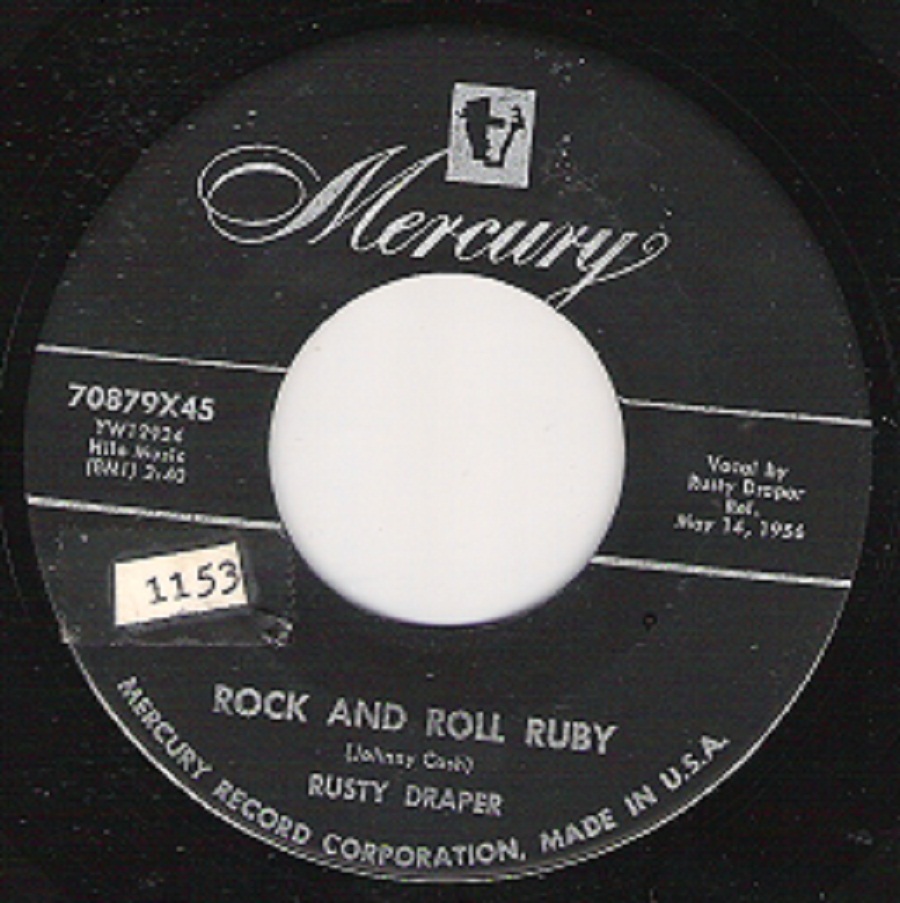 Mercury
70879X45
YW12924
Hilo Music
(BMI) 2:40
Vocal by
Rusty Draper
Rel.
May 14, 1956
1153
ROCK AND ROLL RUBY
(Johnny Cash)
RUSTY DRAPER
MERCURY RECORD CORPORATION. MADE IN U.S.A.